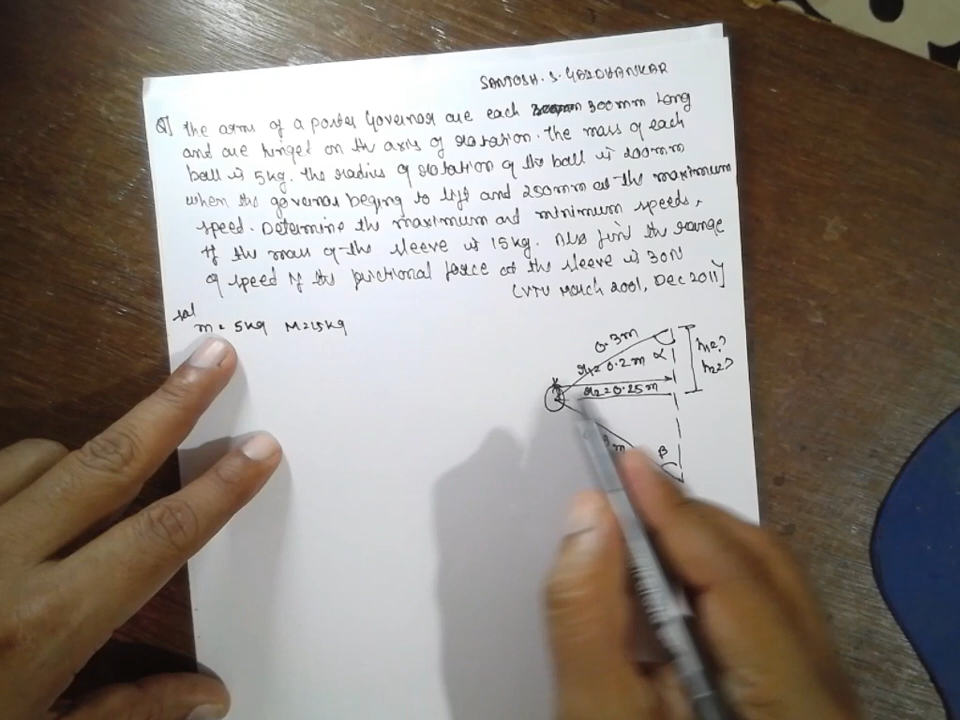 SANTOSH.S.GAIDHANKAR
Q] The arms of a porter Governor are each 300mm long
and are hinged on the axis of rotation. The mass of each
ball is 5kg. The radius of rotation of the ball is 200mm
when the governor begins to lift and 250mm at the maximum
speed. Determine the maximum and minimum speeds,
if the mass of the sleeve is 15kg. Also find the range
of speed if the frictional force at the sleeve is 30N
[VTU March 2001, Dec 2011]
sol
m = 5kg M=15kg
0.3m
α
r1 = 0.2m
h1=?
h2=?
r2=0.25m
m
β